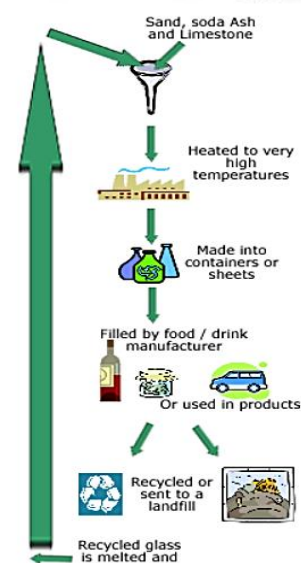 Sand, soda Ash
and Limestone
Heated to very
high
temperatures
Made into
containers or
sheets
Filled by food / drink
manufacturer
Or used in products
Recycled or
sent to a
landfill
Recycled glass
is melted and